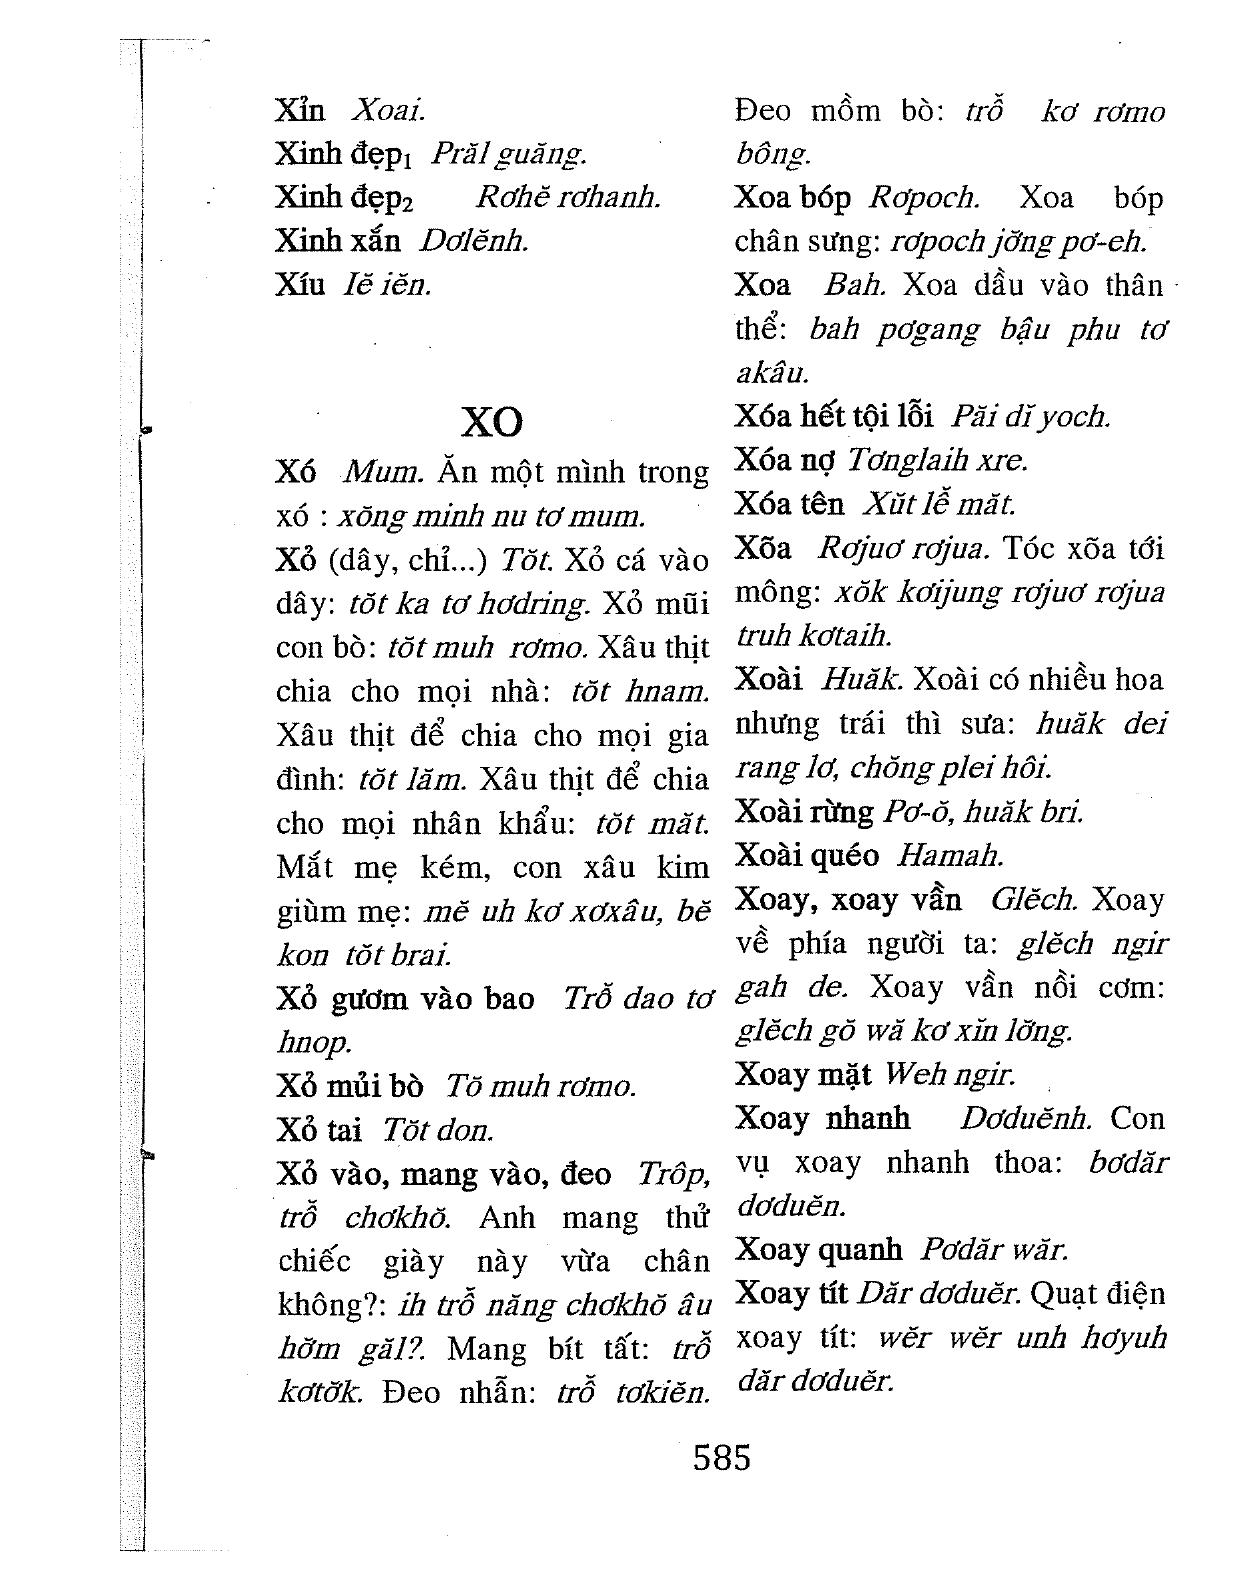 Xỉn Xoai.
Xinh đẹp₁ Prăl guăng.
Xinh đẹp₂ Rơhĕ rơhanh.
Xinh xắn Dơlĕnh.
Xíu Iĕ iĕn.
XO
Xó Mum. Ăn một mình trong
xó : xŏng minh nu tơ mum.
Xỏ (dây, chỉ...) Tŏt. Xỏ cá vào
dây: tŏt ka tơ hơdring. Xỏ mũi
con bò: tŏt muh rơmo. Xâu thịt
chia cho mọi nhà: tŏt hnam.
Xâu thịt để chia cho mọi gia
đình: tŏt lăm. Xâu thịt để chia
cho mọi nhân khẩu: tŏt măt.
Mắt mẹ kém, con xâu kim
giùm mẹ: mĕ uh kơ xơxâu, bĕ
kon tŏt brai.
Xỏ gươm vào bao Trỗ dao tơ
hnop.
Xỏ mủi bò Tŏ muh rơmo.
Xỏ tai Tŏt don.
Xỏ vào, mang vào, đeo Trôp,
trỗ chơkhŏ. Anh mang thử
chiếc giày này vừa chân
không?: ih trỗ năng chơkhŏ âu
hơ̆m găl?. Mang bít tất: trỗ
kơtơ̆k. Đeo nhẫn: trỗ tơkiĕn.
Đeo mồm bò: trỗ kơ rơmo
bông.
Xoa bóp Rơpoch. Xoa bóp
chân sưng: rơpoch jơ̆ng pơ-eh.
Xoa Bah. Xoa dầu vào thân
thể: bah pơgang bậu phu tơ
akâu.
Xóa hết tội lỗi Păi dĭ yoch.
Xóa nợ Tơnglaih xre.
Xóa tên Xŭt lễ măt.
Xõa Rơjuơ rơjua. Tóc xõa tới
mông: xŏk kơijung rơjuơ rơjua
truh kơtaih.
Xoài Huăk. Xoài có nhiều hoa
nhưng trái thì sưa: huăk dei
rang lơ, chŏng plei hôi.
Xoài rừng Pơ-ŏ, huăk bri.
Xoài quéo Hamah.
Xoay, xoay vần Glĕch. Xoay
về phía người ta: glĕch ngir
gah de. Xoay vần nồi cơm:
glĕch gŏ wă kơ xĭn lơ̆ng.
Xoay mặt Weh ngir.
Xoay nhanh Dơduĕnh. Con
vụ xoay nhanh thoa: bơdăr
dơduĕn.
Xoay quanh Pơdăr wăr.
Xoay tít Dăr dơduĕr. Quạt điện
xoay tít: wĕr wĕr unh hơyuh
dăr dơduĕr.
585